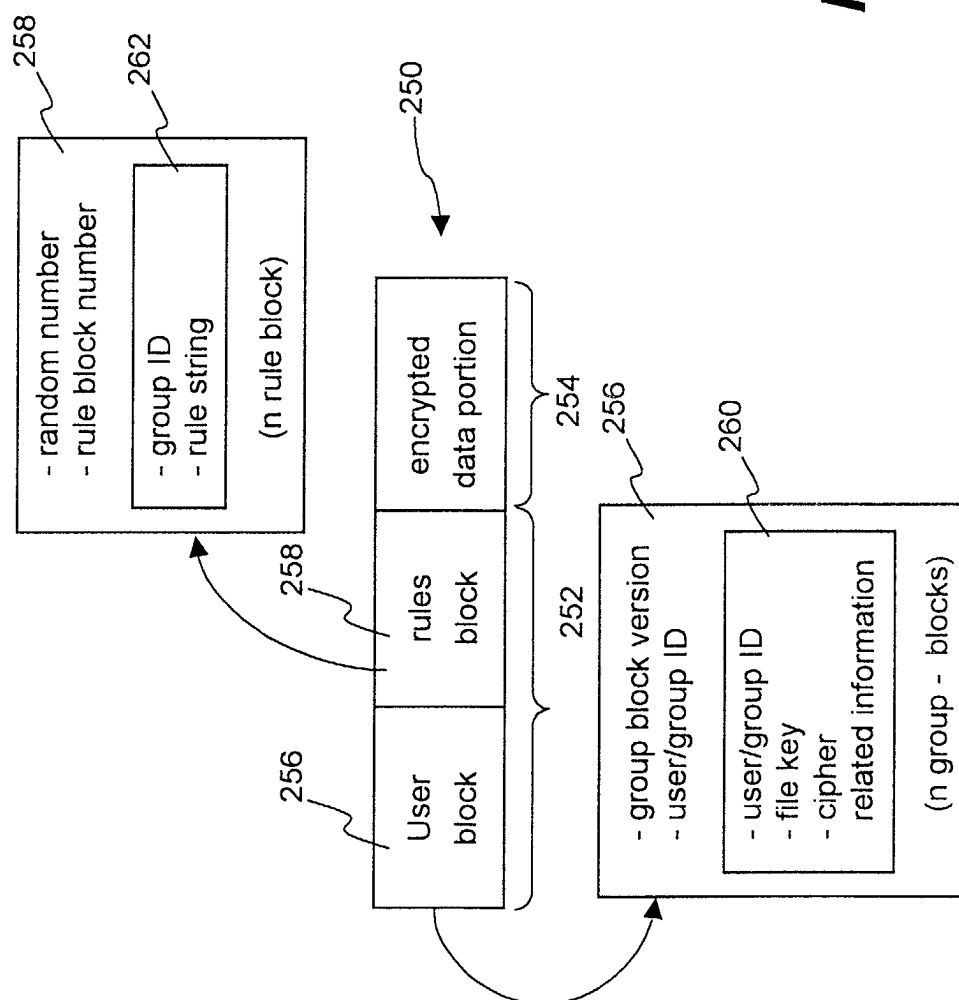 258
- random number
- rule block number
262
- group ID
- rule string
(n rule block)
250
256
User
block
258
rules
block
encrypted
data portion
252
254
256
- group block version
- user/group ID
260
- user/group ID
- file key
- cipher
related information
(n group - blocks)